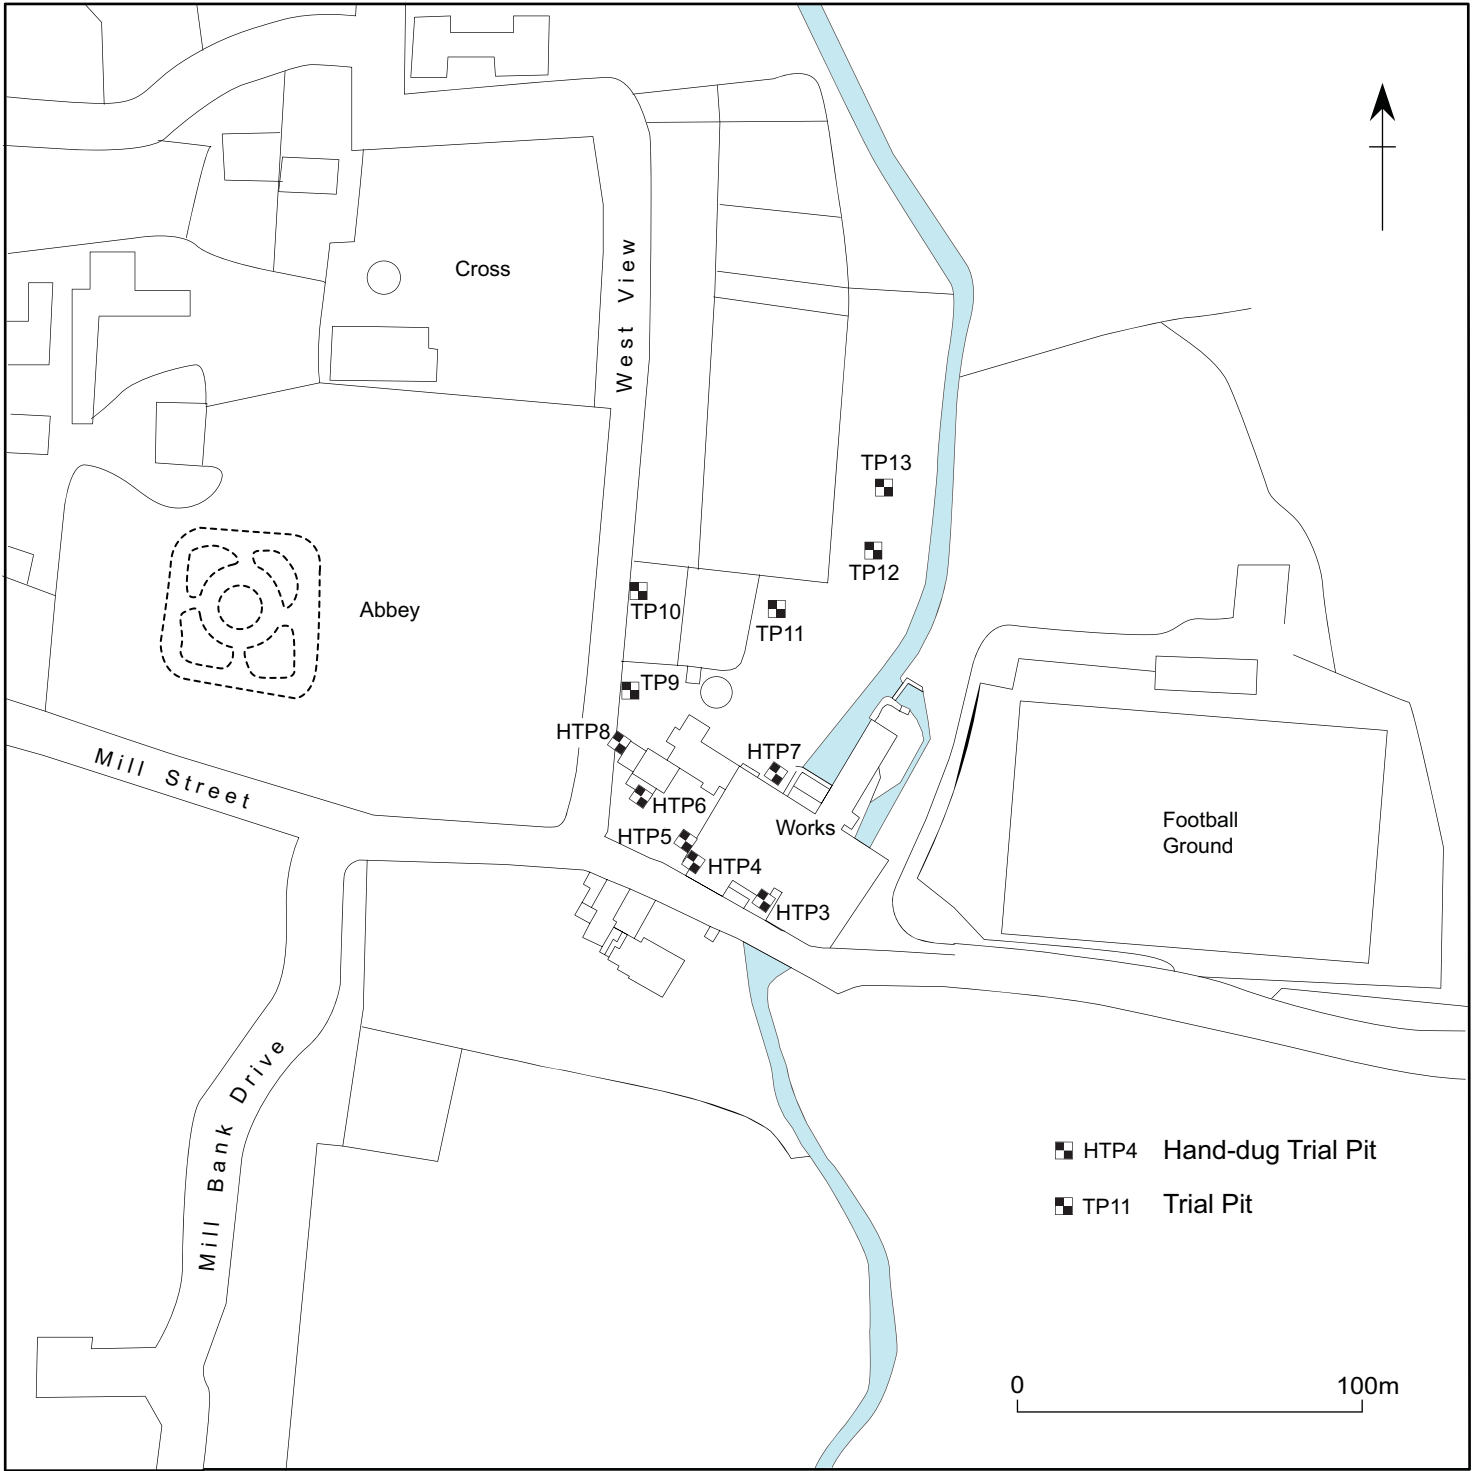 Cross
West View
TP13
TP12
TP10
Abbey
TP11
TP9
HTP8
HTP7
Mill Street
HTP6
Works
Football
Ground
HTP5
HTP4
HTP3
Mill Bank Drive
HTP4 Hand-dug Trial Pit
TP11 Trial Pit
0 100m